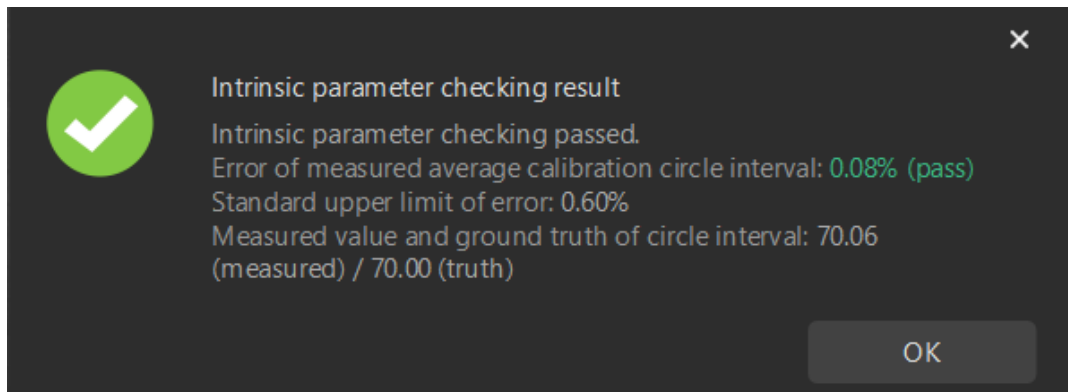 Intrinsic parameter checking result
Intrinsic parameter checking passed.
Error of measured average calibration circle interval: 0.08% (pass)
Standard upper limit of error: 0.60%
Measured value and ground truth of circle interval: 70.06
(measured) / 70.00 (truth)
OK